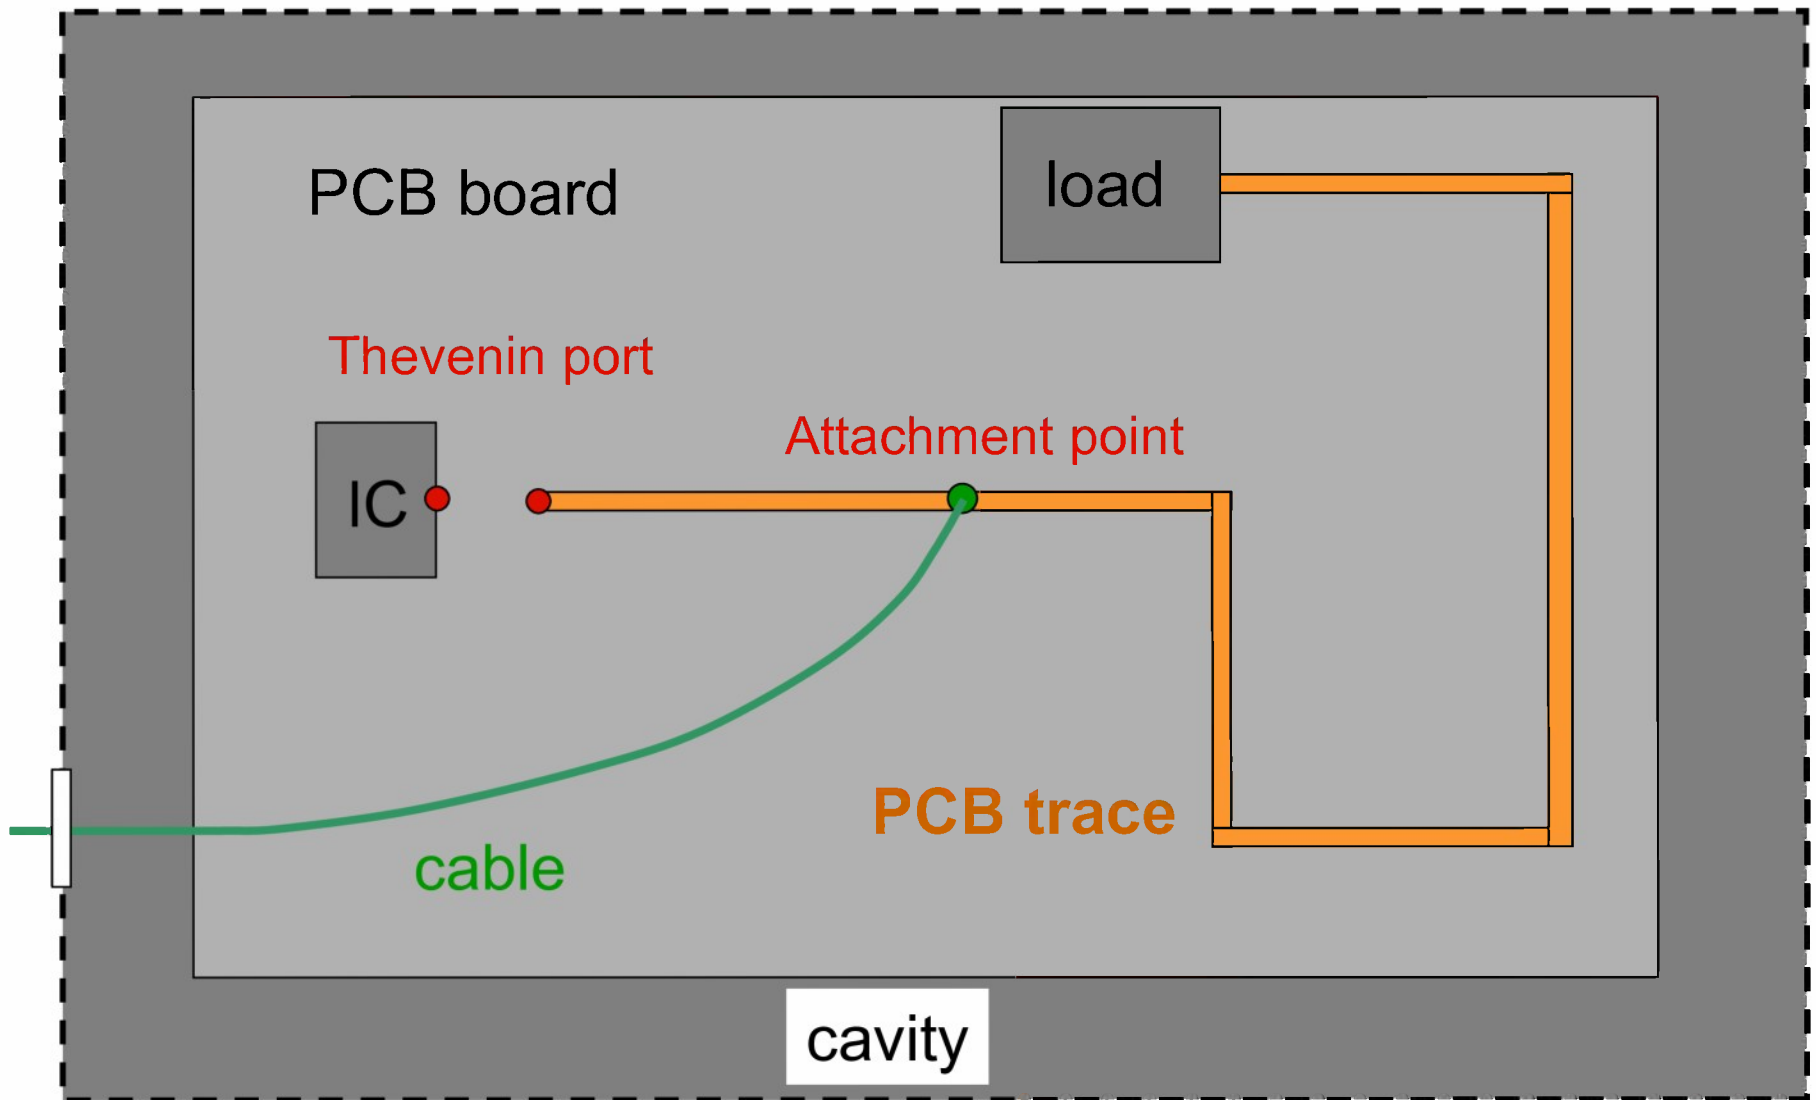 PCB board
load
Thevenin port
Attachment point
IC
PCB trace
cable
cavity